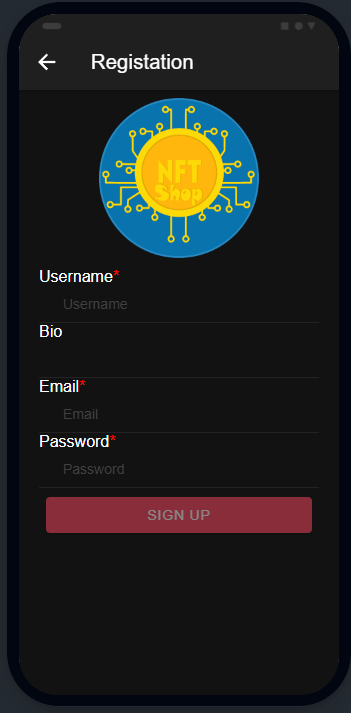 Registation
NFT
Shop
Username*
Username
Bio
Email*
Email
Password*
Password
SIGN UP